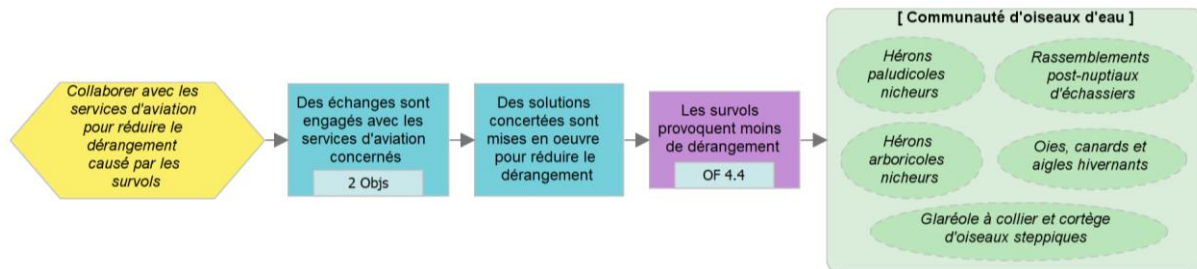 Collaborer avec les
services d'aviation
pour réduire le
dérangement
causé par les
survols
Des échanges sont
engagés avec les
services d'aviation
concernés
2 Objs
Des solutions
concertées sont
mises en oeuvre
pour réduire le
dérangement
Les survols
provoquent moins
de dérangement
OF 4.4
[ Communauté d'oiseaux d'eau ]
Hérons
paludicoles
nicheurs
Rassemblements
post-nuptiaux
d'échassiers
Hérons
arboricoles
nicheurs
Oies, canards et
aigles hivernants
Glaréole à collier et cortège
d'oiseaux steppiques